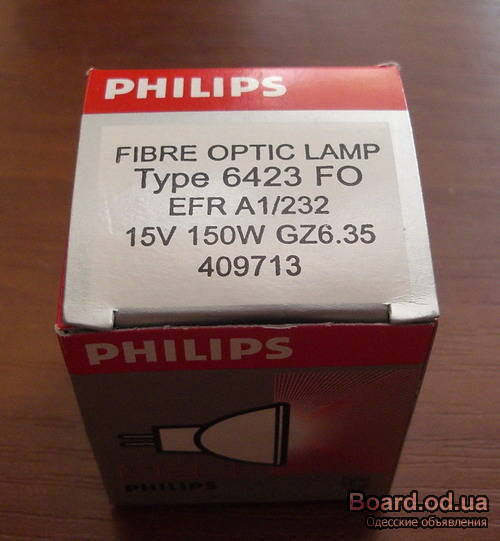 PHILIPS
FIBRE OPTIC LAMP
Type 6423 FO
EFR A1/232
15V 150W GZ6.35
409713
PHILIPS
PHILIPS
Board.od.ua
Одесские объявления